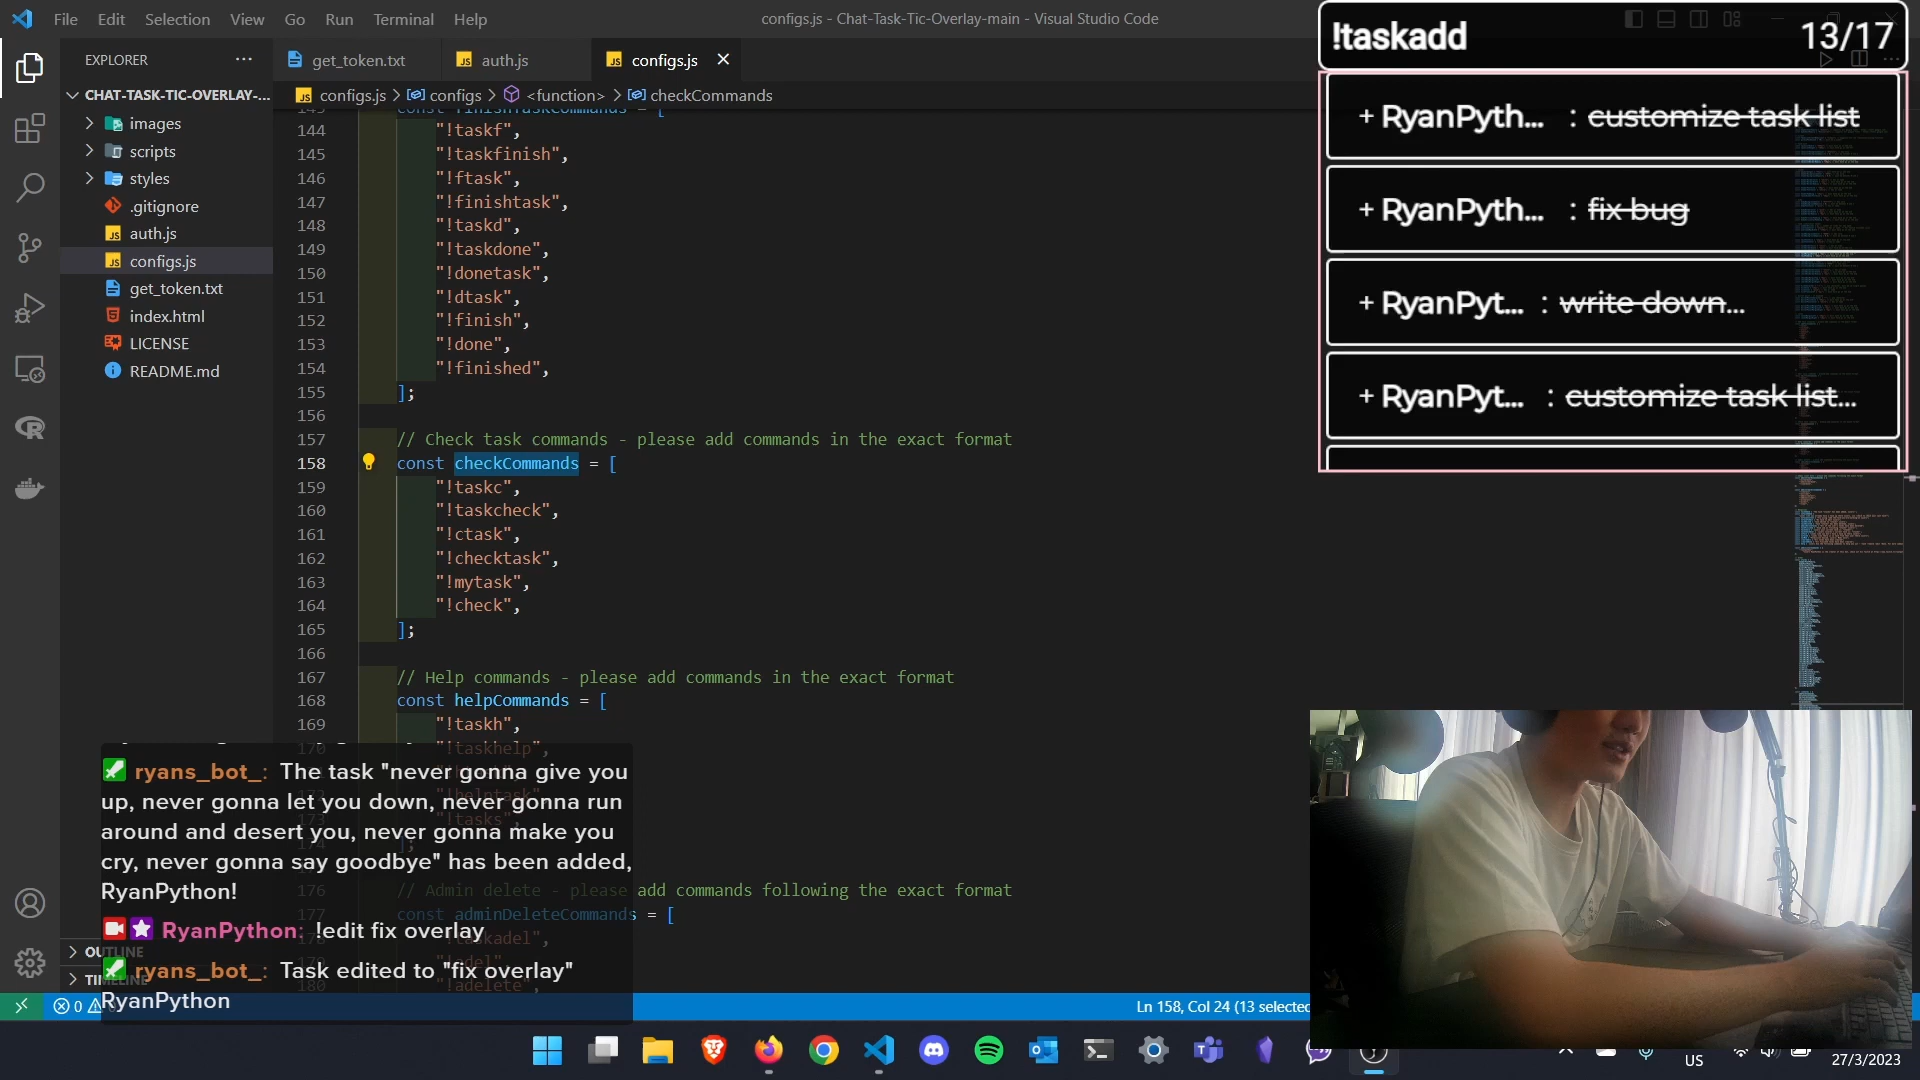 File Edit Selection View Go Run Terminal Help
configs.js - Chat-Task-Tic-Overlay-main - Visual Studio Code
EXPLORER ...
CHAT-TASK-TIC-OVERLAY-...
images
scripts
styles
.gitignore
auth.js
configs.js
get_token.txt
index.html
LICENSE
README.md
OUTLINE
get_token.txt
auth.js
configs.js
configs.js > configs > <function> > checkCommands
144 "!taskf",
145 "!taskfinish",
146 "!ftask",
147 "!finishtask",
148 "!taskd",
149 "!taskdone",
150 "!donetask",
151 "!dtask",
152 "!finish",
153 "!done",
154 "!finished",
155 ];
156
157 // Check task commands - please add commands in the exact format
158 const checkCommands = [
159 "!taskc",
160 "!taskcheck",
161 "!ctask",
162 "!checktask",
163 "!mytask",
164 "!check",
165 ];
166
167 // Help commands - please add commands in the exact format
168 const helpCommands = [
169 "!taskh",
170 "!taskhelp",
176 // Admin delete - please add commands following the exact format
177 const adminDeleteCommands = [
!taskadd 13/17
+ RyanPyth... : customize task list
+ RyanPyth... : fix bug
+ RyanPyt... : write down...
+ RyanPyt... : customize task list...
ryans_bot_: The task "never gonna give you
up, never gonna let you down, never gonna run
around and desert you, never gonna make you
cry, never gonna say goodbye" has been added,
RyanPython!
RyanPython: !edit fix overlay
ryans_bot_: Task edited to "fix overlay"
RyanPython
0
Ln 158, Col 24 (13 selected
US
27/3/2023